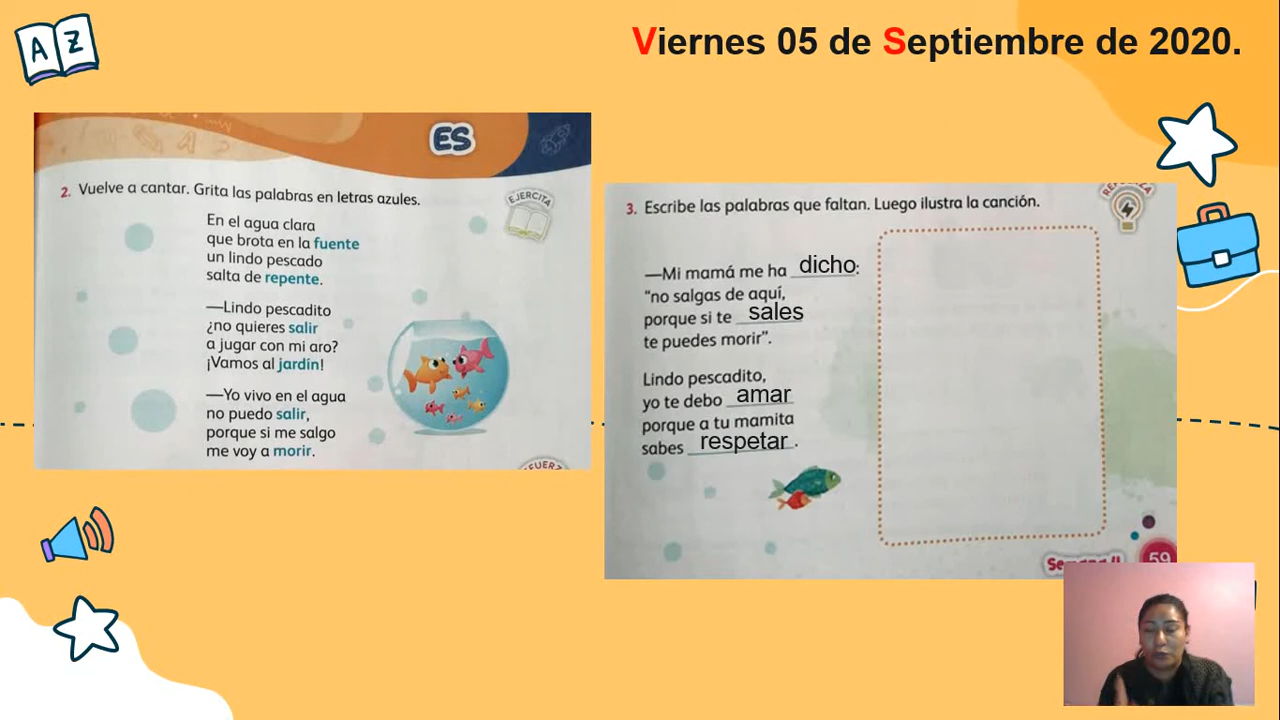 A Z
Viernes 05 de Septiembre de 2020.
ES
2. Vuelve a cantar. Grita las palabras en letras azules.
EJERCITA
En el agua clara
que brota en la fuente
un lindo pescado
salta de repente.
—Lindo pescadito
¿no quieres salir
a jugar con mi aro?
¡Vamos al jardín!
—Yo vivo en el agua
no puedo salir,
porque si me salgo
me voy a morir.
3. Escribe las palabras que faltan. Luego ilustra la canción.
—Mi mamá me ha dicho:
"no salgas de aquí,
porque si te sales
te puedes morir".
Lindo pescadito,
yo te debo amar
porque a tu mamita
sabes respetar.
59